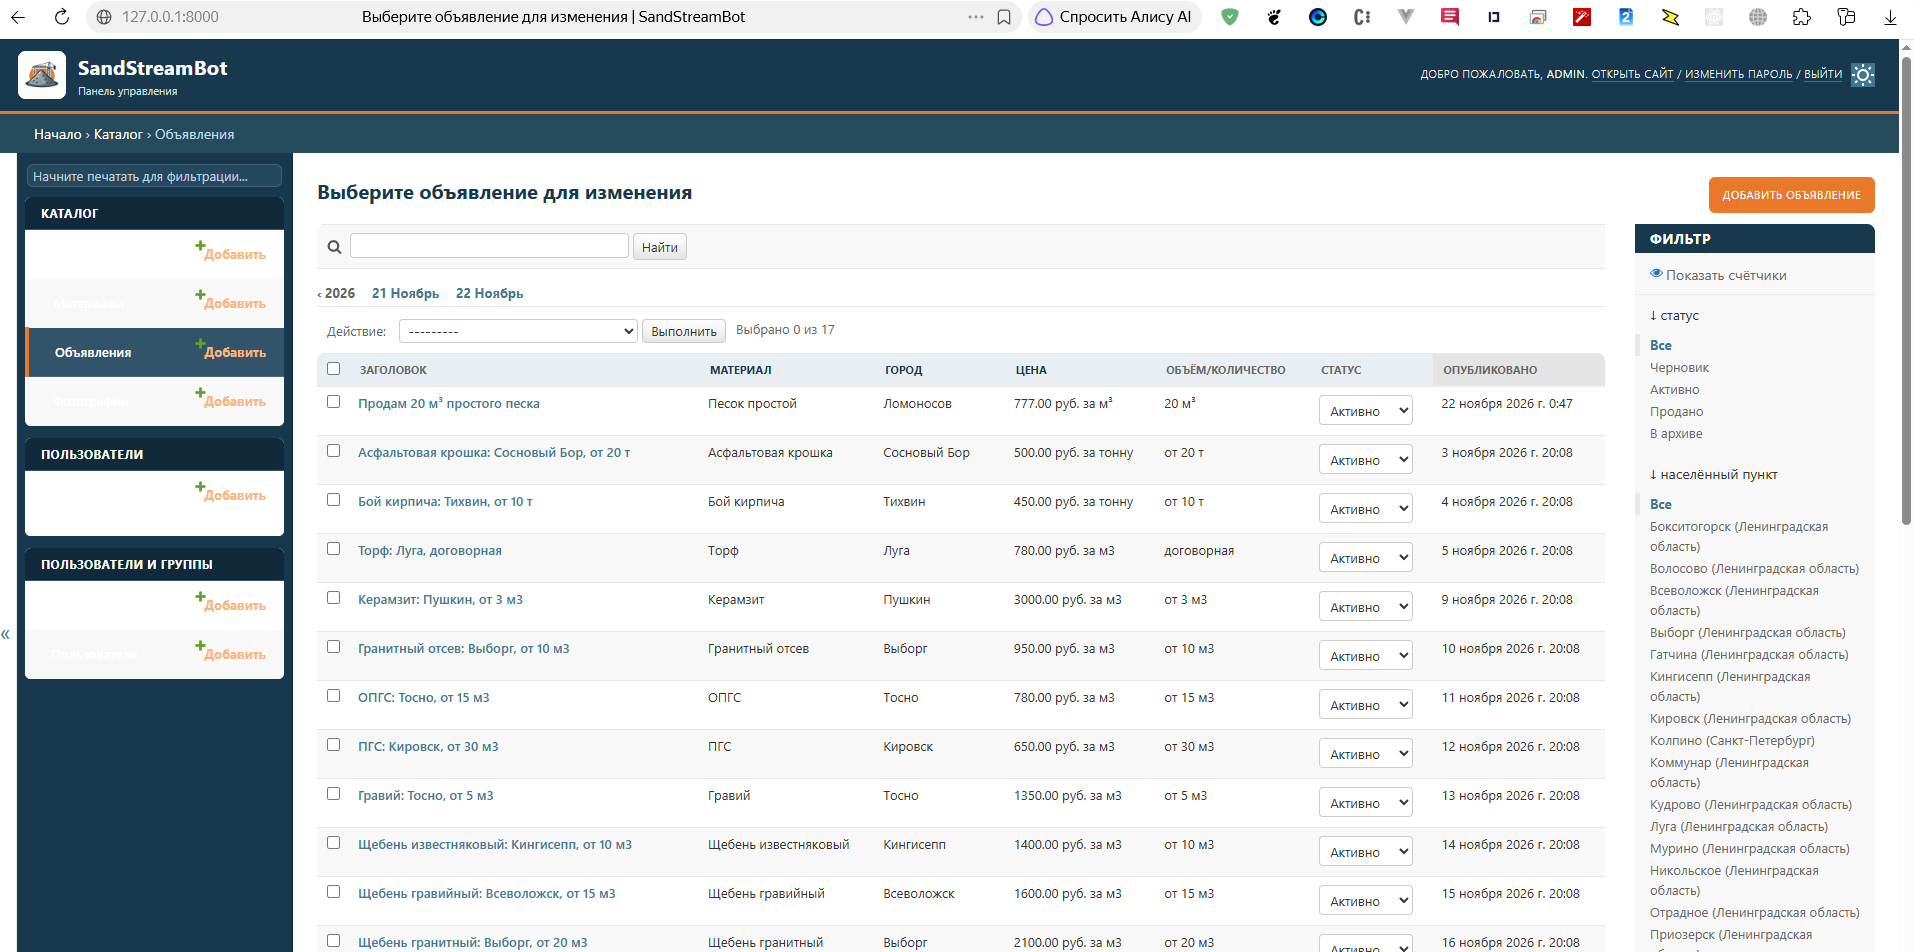 127.0.0.1:8000
Выберите объявление для изменения | SandStreamBot
Спросить Алису AI
SandStreamBot
Панель управления
ДОБРО ПОЖАЛОВАТЬ, ADMIN. ОТКРЫТЬ САЙТ / ИЗМЕНИТЬ ПАРОЛЬ / ВЫЙТИ
Начало › Каталог › Объявления
Начните печатать для фильтрации...
КАТАЛОГ
Добавить
Материалы Добавить
Объявления Добавить
Фотографии Добавить
ПОЛЬЗОВАТЕЛИ
Добавить
ПОЛЬЗОВАТЕЛИ И ГРУППЫ
Добавить
Пользователи Добавить
«
Выберите объявление для изменения
ДОБАВИТЬ ОБЪЯВЛЕНИЕ
Найти
‹ 2026 21 Ноябрь 22 Ноябрь
Действие: --------- Выполнить Выбрано 0 из 17
ЗАГОЛОВОК МАТЕРИАЛ ГОРОД ЦЕНА ОБЪЁМ/КОЛИЧЕСТВО СТАТУС ОПУБЛИКОВАНО
Продам 20 м³ простого песка Песок простой Ломоносов 777.00 руб. за м³ 20 м³ Активно 22 ноября 2026 г. 0:47
Асфальтовая крошка: Сосновый Бор, от 20 т Асфальтовая крошка Сосновый Бор 500.00 руб. за тонну от 20 т Активно 3 ноября 2026 г. 20:08
Бой кирпича: Тихвин, от 10 т Бой кирпича Тихвин 450.00 руб. за тонну от 10 т Активно 4 ноября 2026 г. 20:08
Торф: Луга, договорная Торф Луга 780.00 руб. за м3 договорная Активно 5 ноября 2026 г. 20:08
Керамзит: Пушкин, от 3 м3 Керамзит Пушкин 3000.00 руб. за м3 от 3 м3 Активно 9 ноября 2026 г. 20:08
Гранитный отсев: Выборг, от 10 м3 Гранитный отсев Выборг 950.00 руб. за м3 от 10 м3 Активно 10 ноября 2026 г. 20:08
ОПГС: Тосно, от 15 м3 ОПГС Тосно 780.00 руб. за м3 от 15 м3 Активно 11 ноября 2026 г. 20:08
ПГС: Кировск, от 30 м3 ПГС Кировск 650.00 руб. за м3 от 30 м3 Активно 12 ноября 2026 г. 20:08
Гравий: Тосно, от 5 м3 Гравий Тосно 1350.00 руб. за м3 от 5 м3 Активно 13 ноября 2026 г. 20:08
Щебень известняковый: Кингисепп, от 10 м3 Щебень известняковый Кингисепп 1400.00 руб. за м3 от 10 м3 Активно 14 ноября 2026 г. 20:08
Щебень гравийный: Всеволожск, от 15 м3 Щебень гравийный Всеволожск 1600.00 руб. за м3 от 15 м3 Активно 15 ноября 2026 г. 20:08
Щебень гранитный: Выборг, от 20 м3 Щебень гранитный Выборг 2100.00 руб. за м3 от 20 м3 Активно 16 ноября 2026 г. 20:08
ФИЛЬТР
Показать счётчики
↓ статус
Все
Черновик
Активно
Продано
В архиве
↓ населённый пункт
Все
Бокситогорск (Ленинградская
область)
Волосово (Ленинградская область)
Всеволожск (Ленинградская
область)
Выборг (Ленинградская область)
Гатчина (Ленинградская область)
Кингисепп (Ленинградская
область)
Кировск (Ленинградская область)
Колпино (Санкт-Петербург)
Коммунар (Ленинградская
область)
Кудрово (Ленинградская область)
Луга (Ленинградская область)
Мурино (Ленинградская область)
Никольское (Ленинградская
область)
Отрадное (Ленинградская область)
Приозерск (Ленинградская